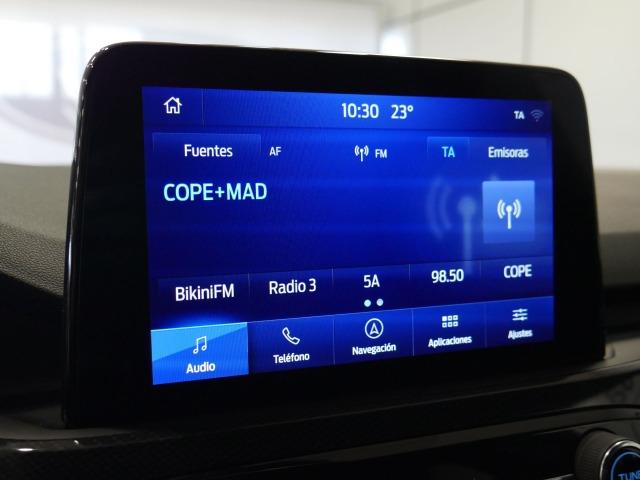 10:30 23° TA
Fuentes AF FM TA Emisoras
COPE+MAD
BikiniFM Radio 3 5A 98.50 COPE
Audio Teléfono Navegación Aplicaciones Ajustes
TUNE